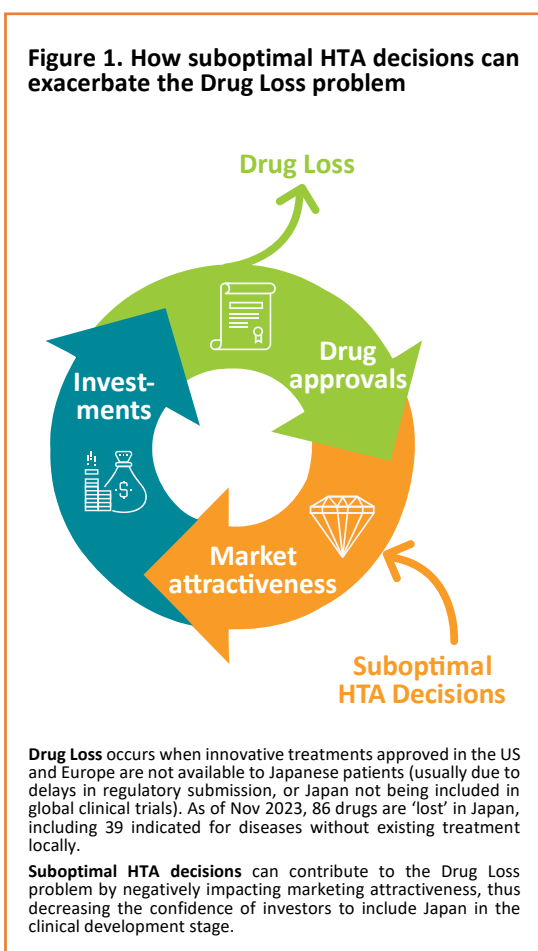 Figure 1. How suboptimal HTA decisions can
exacerbate the Drug Loss problem
Drug Loss
Drug
approvals
Invest-
ments
$
Market
attractiveness
Suboptimal
HTA Decisions
Drug Loss occurs when innovative treatments approved in the US
and Europe are not available to Japanese patients (usually due to
delays in regulatory submission, or Japan not being included in
global clinical trials). As of Nov 2023, 86 drugs are ‘lost’ in Japan,
including 39 indicated for diseases without existing treatment
locally.
Suboptimal HTA decisions can contribute to the Drug Loss
problem by negatively impacting marketing attractiveness, thus
decreasing the confidence of investors to include Japan in the
clinical development stage.